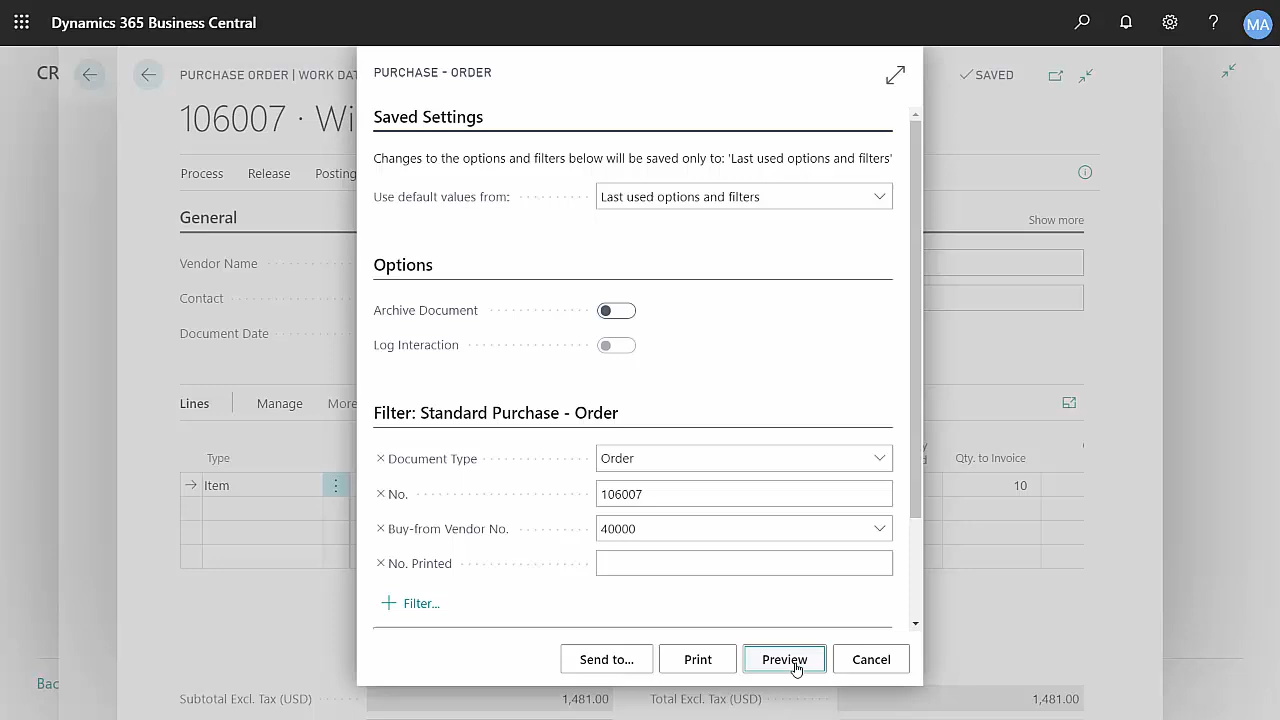 Dynamics 365 Business Central
MA
CR
PURCHASE ORDER | WORK DAT
SAVED
106007 · Wi
Process Release Posting
General
Show more
Vendor Name
Contact
Document Date
Lines Manage More
Type
Qty. to Invoice
Item
10
Bac
Subtotal Excl. Tax (USD) 1,481.00
Total Excl. Tax (USD) 1,481.00
PURCHASE - ORDER
Saved Settings
Changes to the options and filters below will be saved only to: 'Last used options and filters'
Use default values from: Last used options and filters
Options
Archive Document
Log Interaction
Filter: Standard Purchase - Order
× Document Type Order
× No. 106007
× Buy-from Vendor No. 40000
× No. Printed
+ Filter...
Send to... Print Preview Cancel